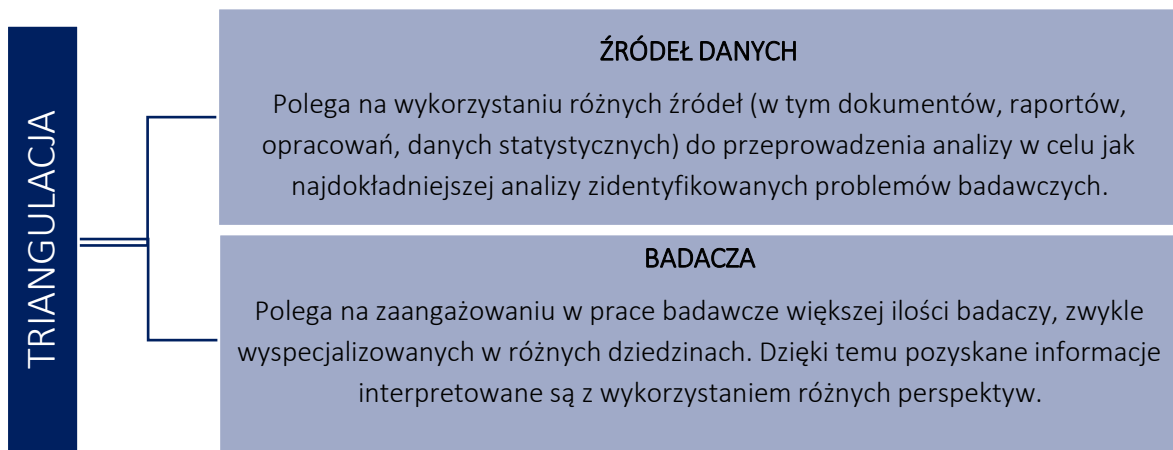 TRIANGULACJA
ŹRÓDEŁ DANYCH
Polega na wykorzystaniu różnych źródeł (w tym dokumentów, raportów,
opracowań, danych statystycznych) do przeprowadzenia analizy w celu jak
najdokładniejszej analizy zidentyfikowanych problemów badawczych.
BADACZA
Polega na zaangażowaniu w prace badawcze większej ilości badaczy, zwykle
wyspecjalizowanych w różnych dziedzinach. Dzięki temu pozyskane informacje
interpretowane są z wykorzystaniem różnych perspektyw.